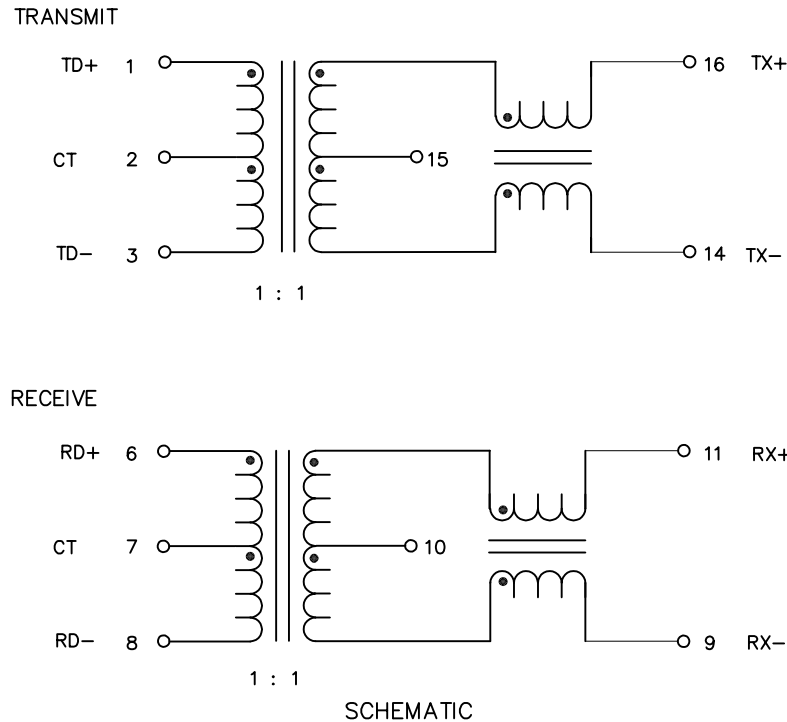 TRANSMIT
TD+ 1 16 TX+
CT 2 15
TD- 3 14 TX-
1 : 1
RECEIVE
RD+ 6 11 RX+
CT 7 10
RD- 8 9 RX-
1 : 1
SCHEMATIC